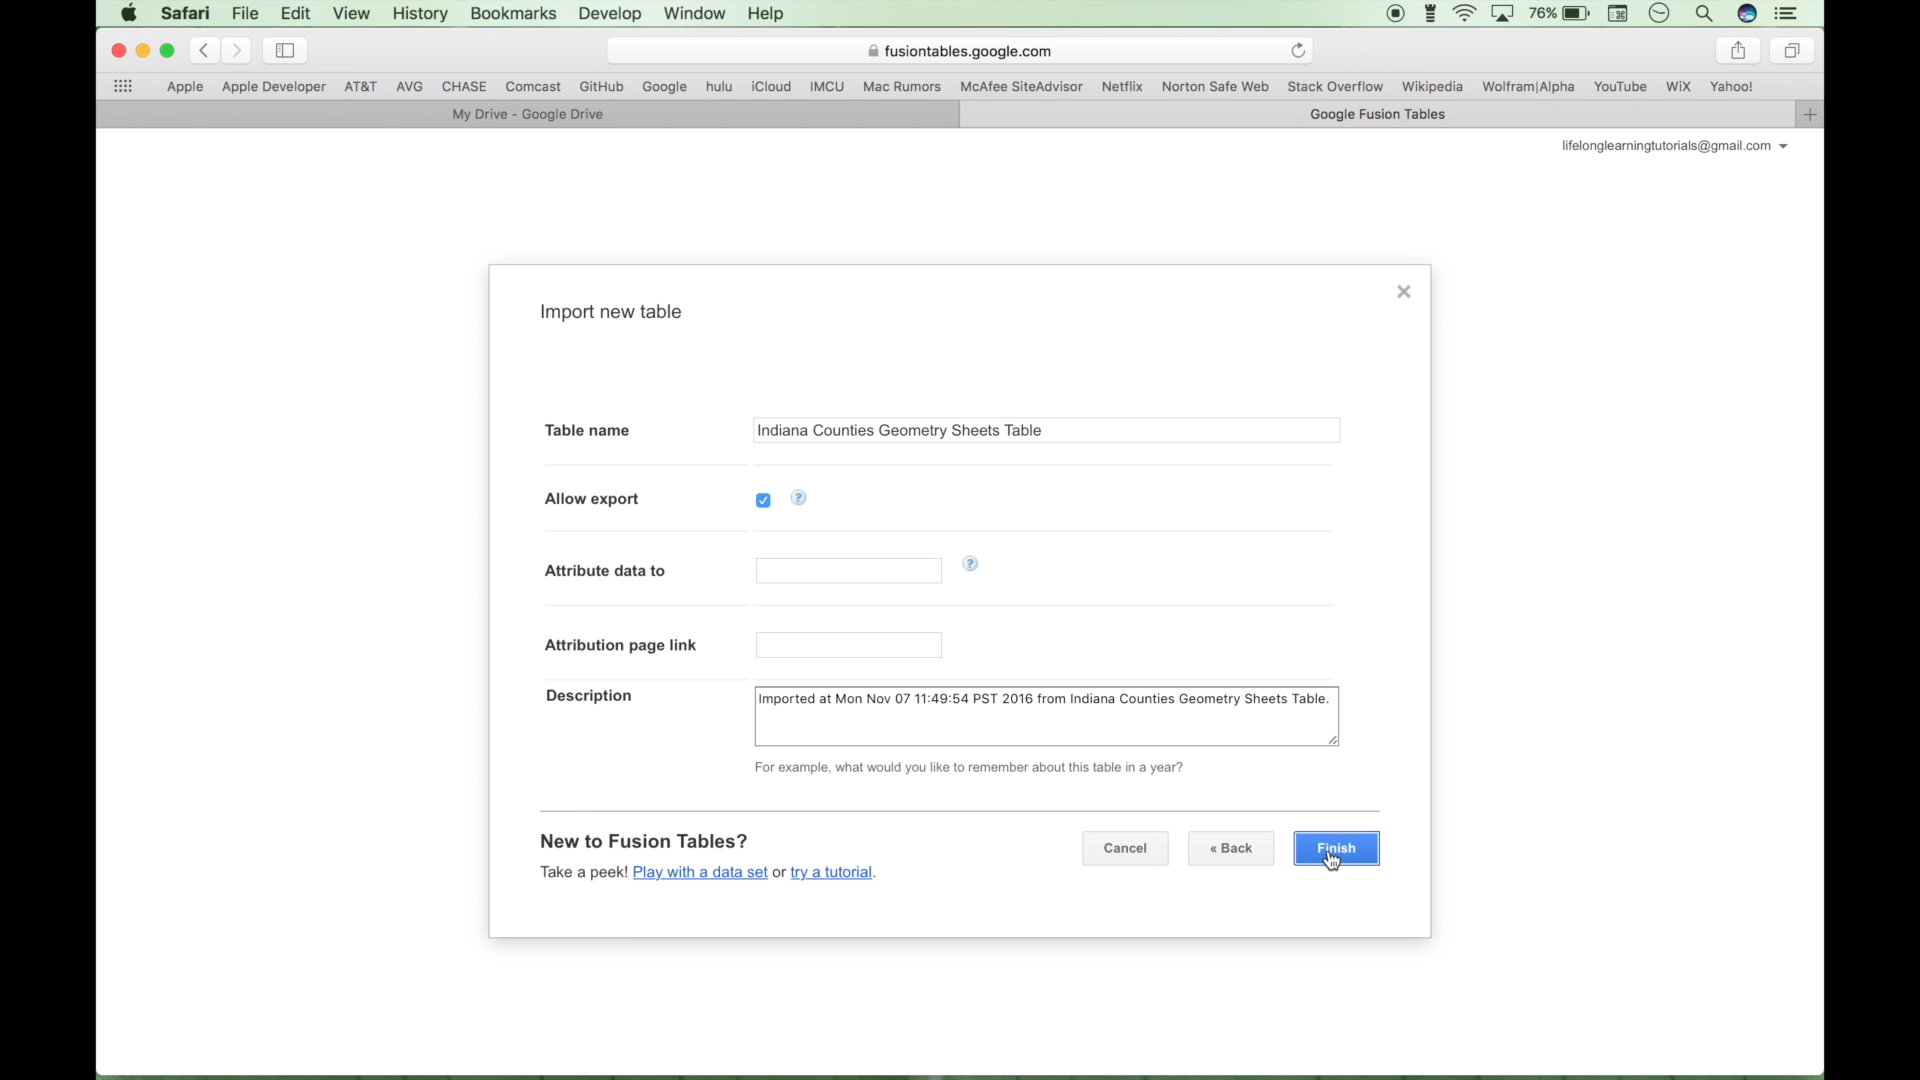 Safari File Edit View History Bookmarks Develop Window Help 76%
fusiontables.google.com
Apple Apple Developer AT&T AVG CHASE Comcast GitHub Google hulu iCloud IMCU Mac Rumors McAfee SiteAdvisor Netflix Norton Safe Web Stack Overflow Wikipedia Wolfram|Alpha YouTube WiX Yahoo!
My Drive - Google Drive Google Fusion Tables
lifelonglearningtutorials@gmail.com
Import new table
Table name Indiana Counties Geometry Sheets Table
Allow export ?
Attribute data to ?
Attribution page link
Description Imported at Mon Nov 07 11:49:54 PST 2016 from Indiana Counties Geometry Sheets Table.
For example, what would you like to remember about this table in a year?
New to Fusion Tables? Cancel « Back Finish
Take a peek! Play with a data set or try a tutorial.